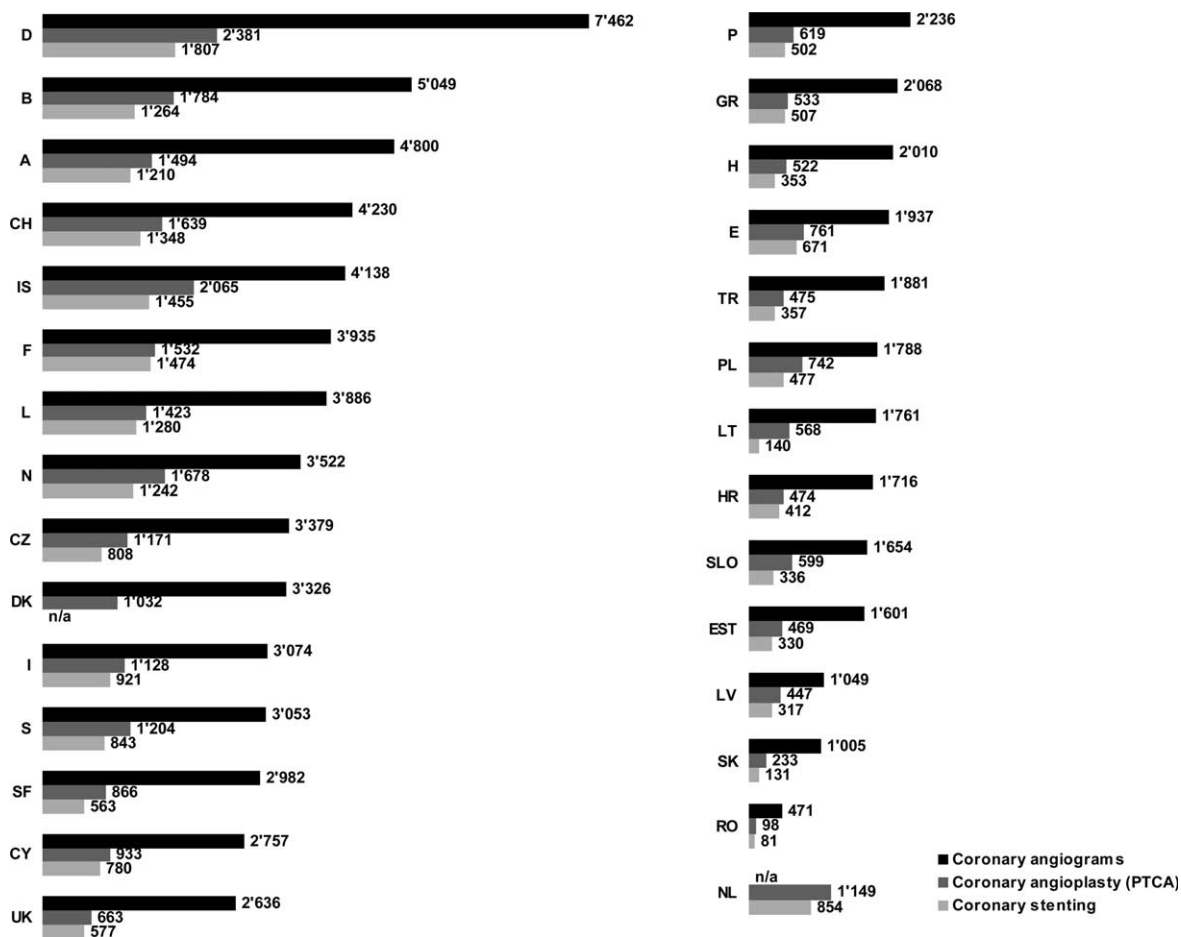 D
7'462
2'381
1'807
B
5'049
1'784
1'264
A
4'800
1'494
1'210
CH
4'230
1'639
1'348
IS
4'138
2'065
1'455
F
3'935
1'532
1'474
L
3'886
1'423
1'280
N
3'522
1'678
1'242
CZ
3'379
1'171
808
DK
3'326
1'032
n/a
I
3'074
1'128
921
S
3'053
1'204
843
SF
2'982
866
563
CY
2'757
933
780
UK
2'636
663
577
P
2'236
619
502
GR
2'068
533
507
H
2'010
522
353
E
1'937
761
671
TR
1'881
475
357
PL
1'788
742
477
LT
1'761
568
140
HR
1'716
474
412
SLO
1'654
599
336
EST
1'601
469
330
LV
1'049
447
317
SK
1'005
233
131
RO
471
98
81
NL
n/a
1'149
854
Coronary angiograms
Coronary angioplasty (PTCA)
Coronary stenting